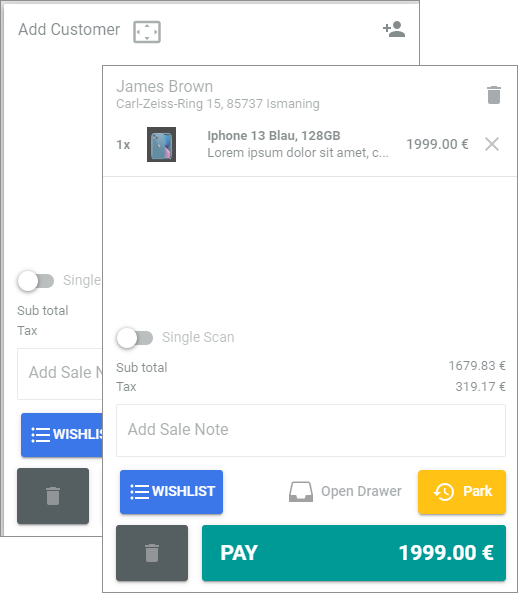 Add Customer
James Brown
Carl-Zeiss-Ring 15, 85737 Ismaning
1x Iphone 13 Blau, 128GB 1999.00 €
Lorem ipsum dolor sit amet, c...
Single
Sub total
Tax
Add Sale N
WISHLIS
Single Scan
Sub total 1679.83 €
Tax 319.17 €
Add Sale Note
WISHLIST Open Drawer Park
PAY 1999.00 €